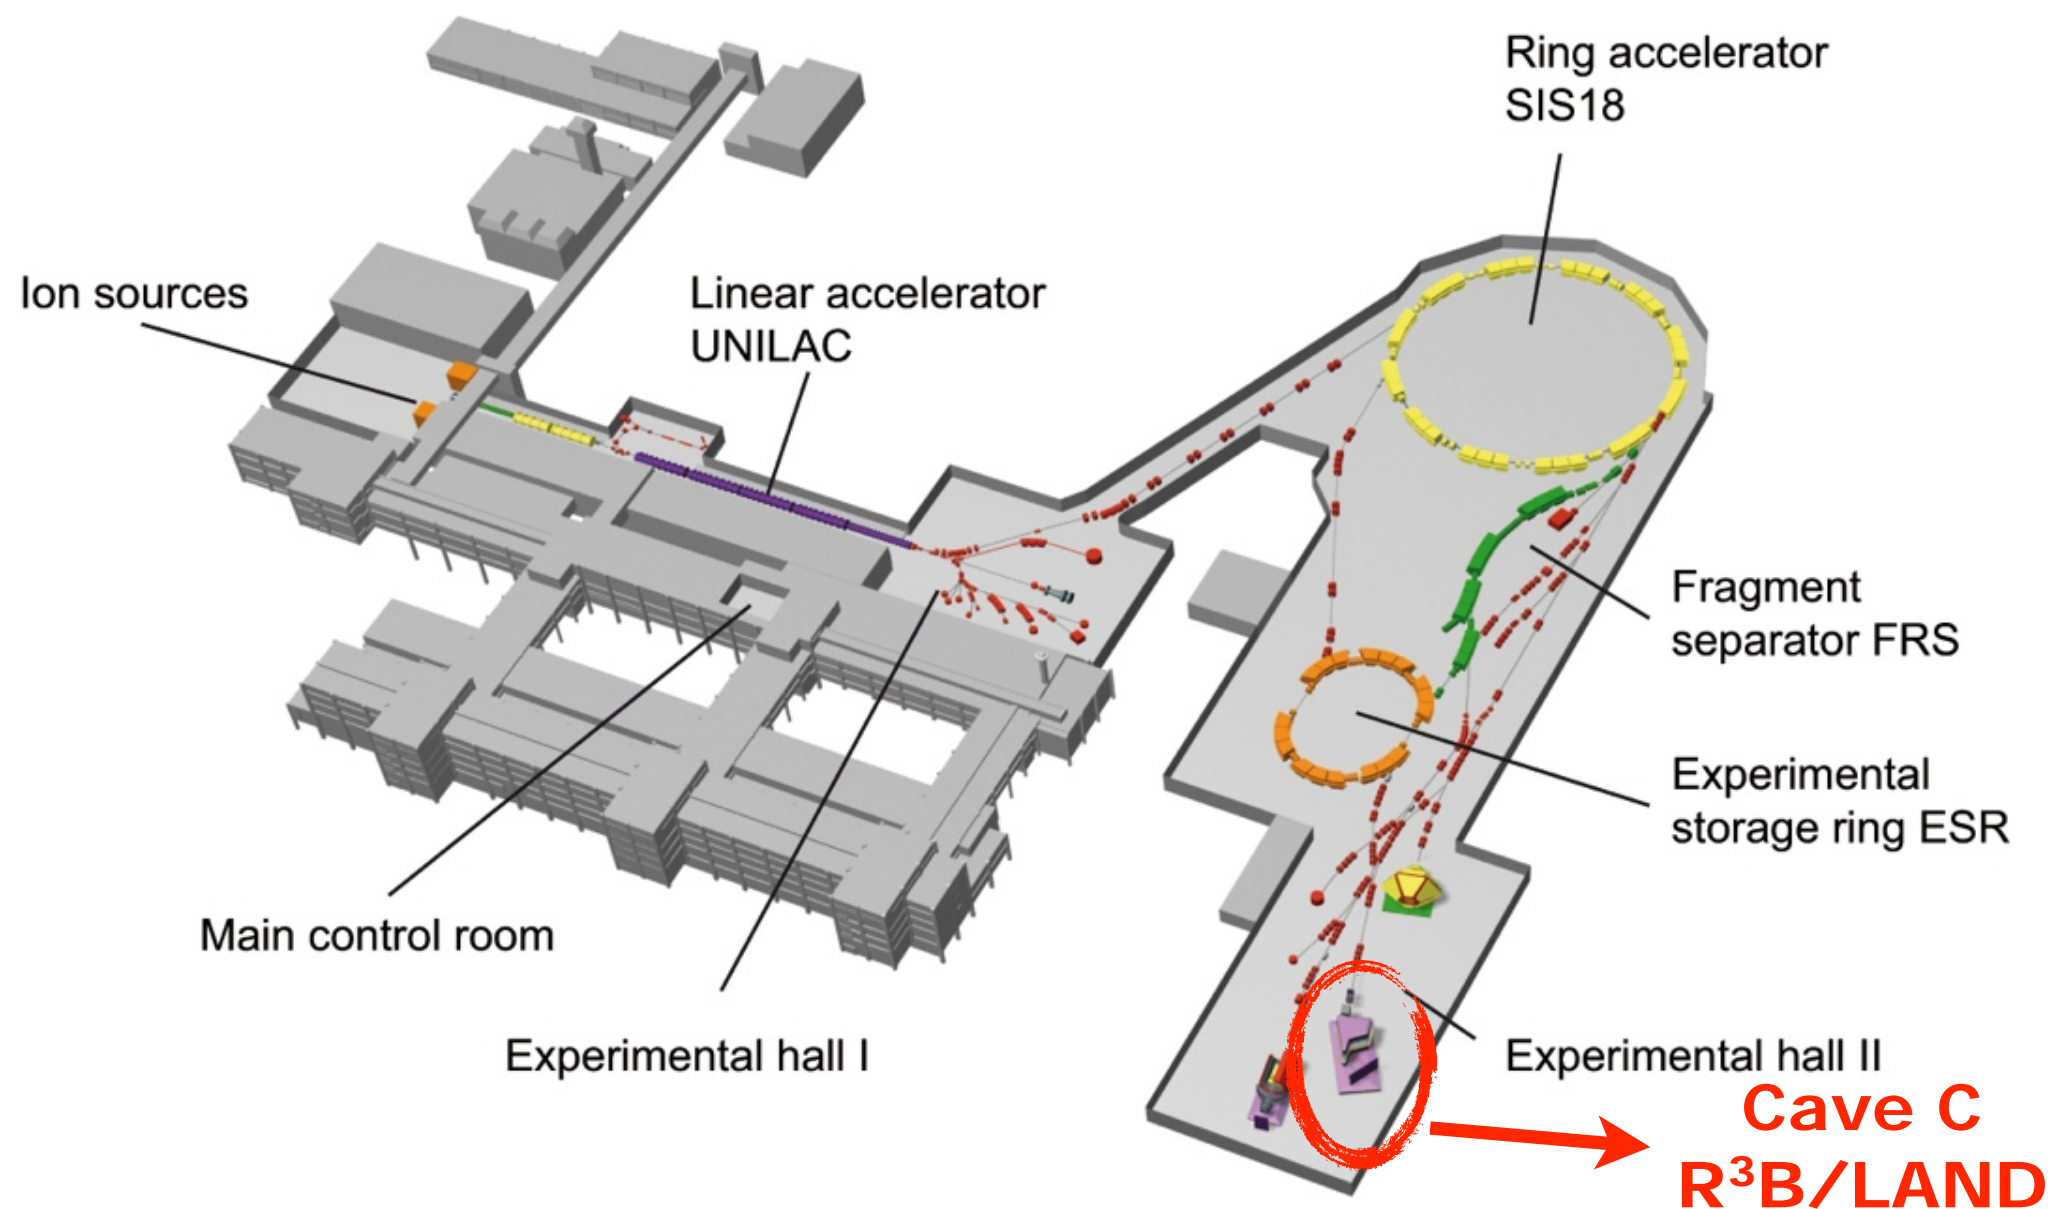 Ring accelerator
SIS18
Ion sources
Linear accelerator
UNILAC
Fragment
separator FRS
Experimental
storage ring ESR
Main control room
Experimental hall I
Experimental hall II
Cave C
R³B/LAND